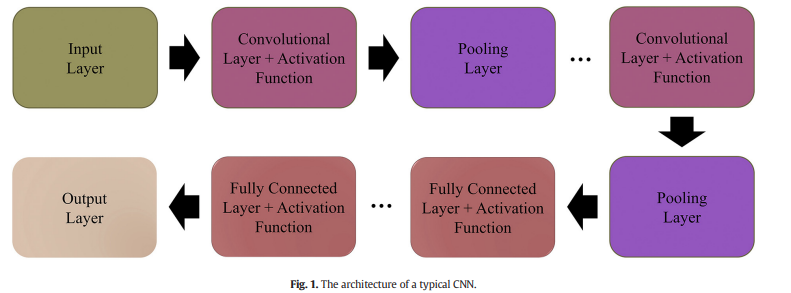 Input
Layer
Convolutional
Layer + Activation
Function
Pooling
Layer
...
Convolutional
Layer + Activation
Function
Pooling
Layer
Fully Connected
Layer + Activation
Function
...
Fully Connected
Layer + Activation
Function
Output
Layer
Fig. 1. The architecture of a typical CNN.